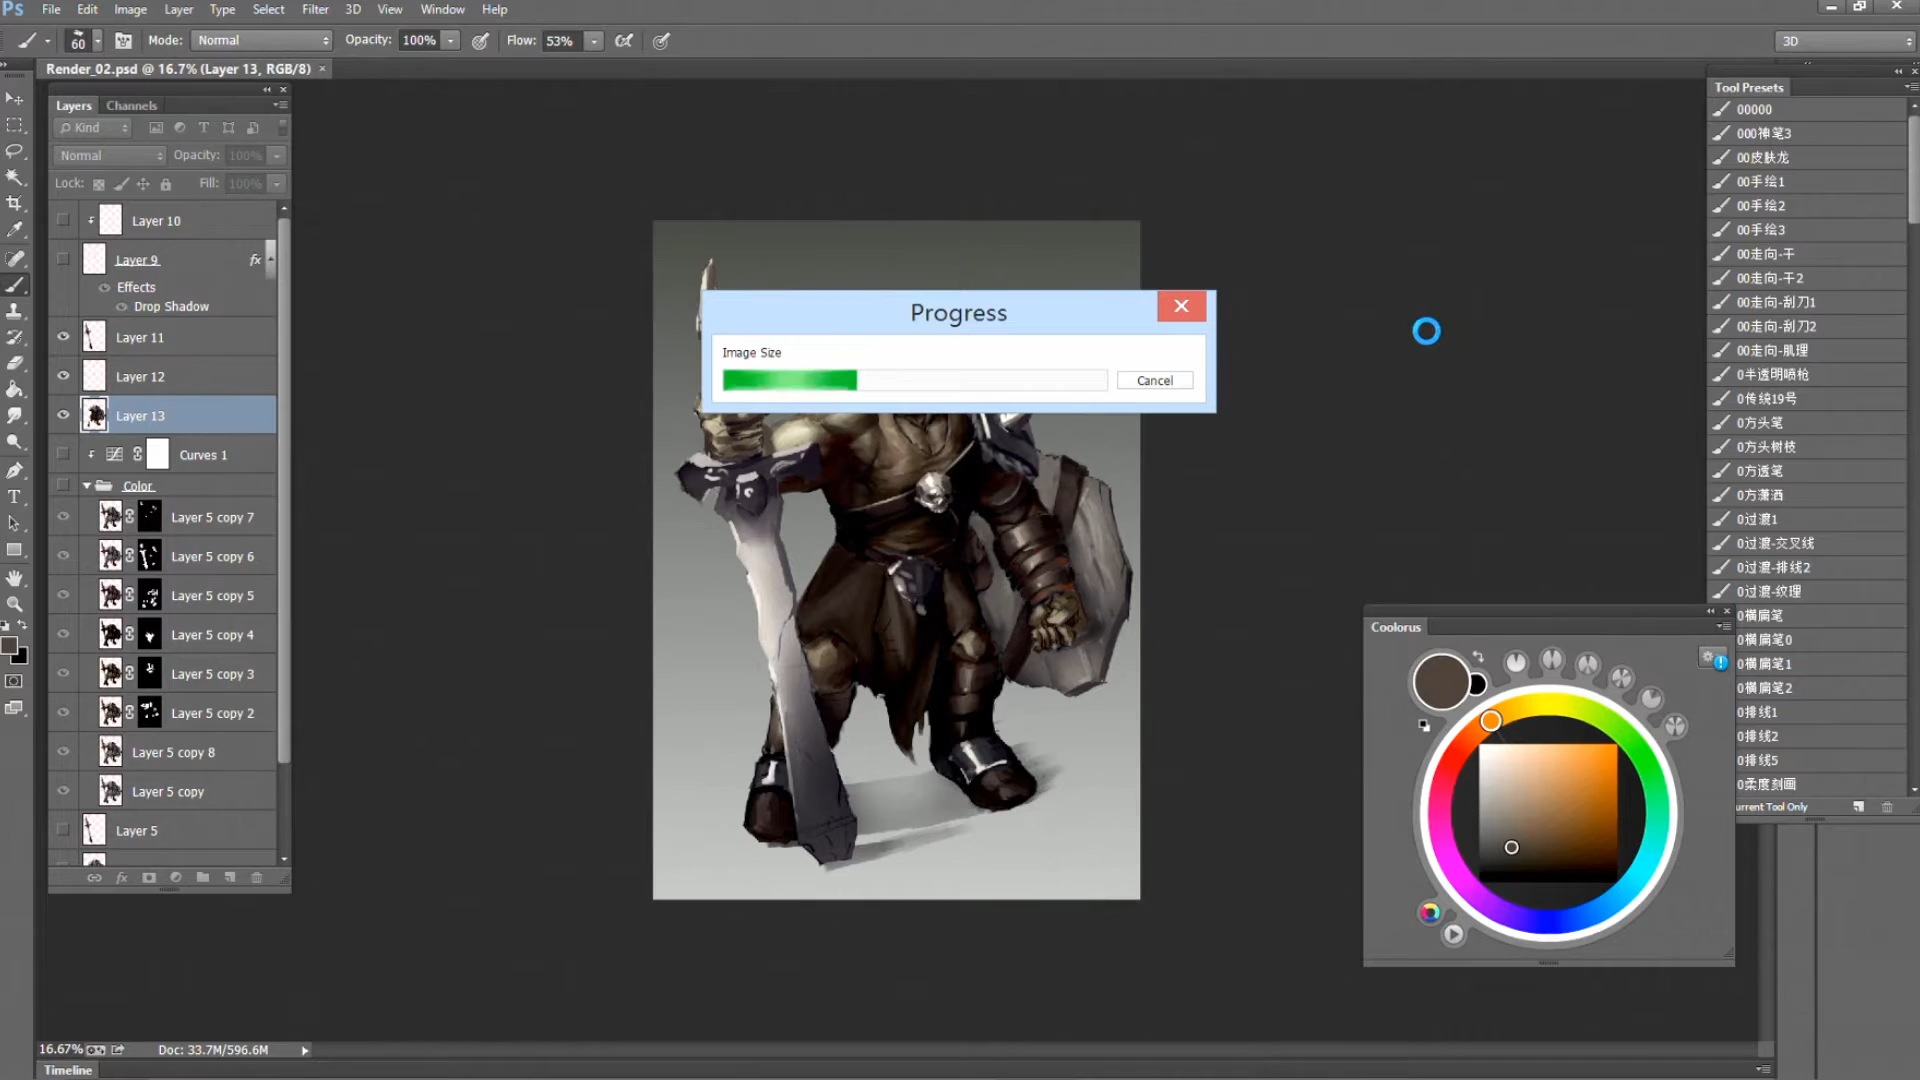 Ps File Edit Image Layer Type Select Filter 3D View Window Help
60 Mode: Normal Opacity: 100% Flow: 53% 3D
Render_02.psd @ 16.7% (Layer 13, RGB/8) ×
Layers Channels
Kind
Normal Opacity: 100%
Lock: Fill: 100%
Layer 10
Layer 9 fx
Effects
Drop Shadow
Layer 11
Layer 12
Layer 13
Curves 1
Color
Layer 5 copy 7
Layer 5 copy 6
Layer 5 copy 5
Layer 5 copy 4
Layer 5 copy 3
Layer 5 copy 2
Layer 5 copy 8
Layer 5 copy
Layer 5
fx
Progress
Image Size
Cancel
Tool Presets
00000
000神笔3
00皮肤龙
00手绘1
00手绘2
00手绘3
00走向-干
00走向-干2
00走向-刮刀1
00走向-刮刀2
00走向-肌理
0半透明喷枪
0传统19号
0方头笔
0方头树枝
0方透笔
0方潇洒
0过渡1
0过渡-交叉线
0过渡-排线2
0过渡-纹理
0横扁笔
0横扁笔0
0横扁笔1
0横扁笔2
0排线1
0排线2
0排线5
0柔度刻画
urrent Tool Only
Coolorus
16.67% Doc: 33.7M/596.6M
Timeline